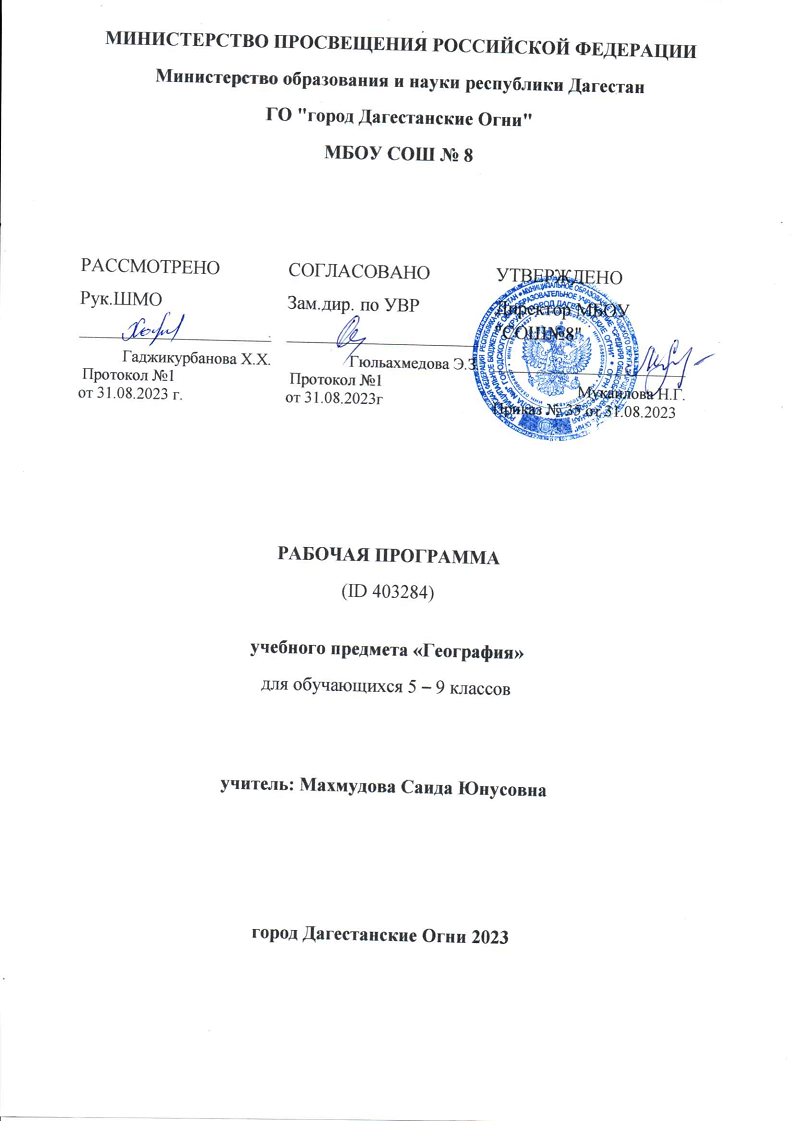 МИНИСТЕРСТВО ПРОСВЕЩЕНИЯ РОССИЙСКОЙ ФЕДЕРАЦИИ
Министерство образования и науки республики Дагестан
ГО "город Дагестанские Огни"
МБОУ СОШ № 8
РАССМОТРЕНО
Рук.ШМО
Гаджикурбанова Х.Х.
Протокол №1
от 31.08.2023 г.
СОГЛАСОВАНО
Зам.дир. по УВР
Гюльахмедова Э.З.
Протокол №1
от 31.08.2023г
УТВЕРЖДЕНО
Директор МБОУ
"СОШ№8"
Мукаилова Н.Г.
Приказ № 35 от 31.08.2023
РАБОЧАЯ ПРОГРАММА
(ID 403284)
учебного предмета «География»
для обучающихся 5 – 9 классов
учитель: Махмудова Саида Юнусовна
город Дагестанские Огни 2023